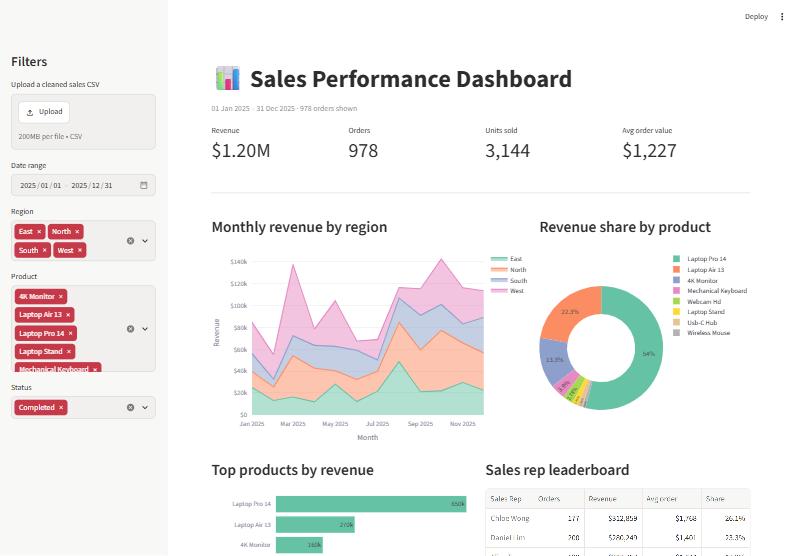 Deploy
Filters
Upload a cleaned sales CSV
Upload
200MB per file • CSV
Date range
2025/01/01 - 2025/12/31
Region
East × North ×
South × West ×
Product
4K Monitor ×
Laptop Air 13 ×
Laptop Pro 14 ×
Laptop Stand ×
Mechanical Keyboard ×
Status
Completed ×
Sales Performance Dashboard
01 Jan 2025 · 31 Dec 2025 · 978 orders shown
Revenue Orders Units sold Avg order value
$1.20M 978 3,144 $1,227
Monthly revenue by region
$140k
$120k
$100k
$80k
$60k
$40k
$20k
$0
Revenue
Jan 2025 Mar 2025 May 2025 Jul 2025 Sep 2025 Nov 2025
Month
East
North
South
West
Revenue share by product
54%
22.3%
13.3%
Laptop Pro 14
Laptop Air 13
4K Monitor
Mechanical Keyboard
Webcam Hd
Laptop Stand
Usb-C Hub
Wireless Mouse
Top products by revenue
Laptop Pro 14 650k
Laptop Air 13 270k
4K Monitor 160k
Sales rep leaderboard
Sales Rep Orders Revenue Avg order Share
Chloe Wong 177 $312,859 $1,768 26.1%
Daniel Lim 200 $280,249 $1,401 23.3%